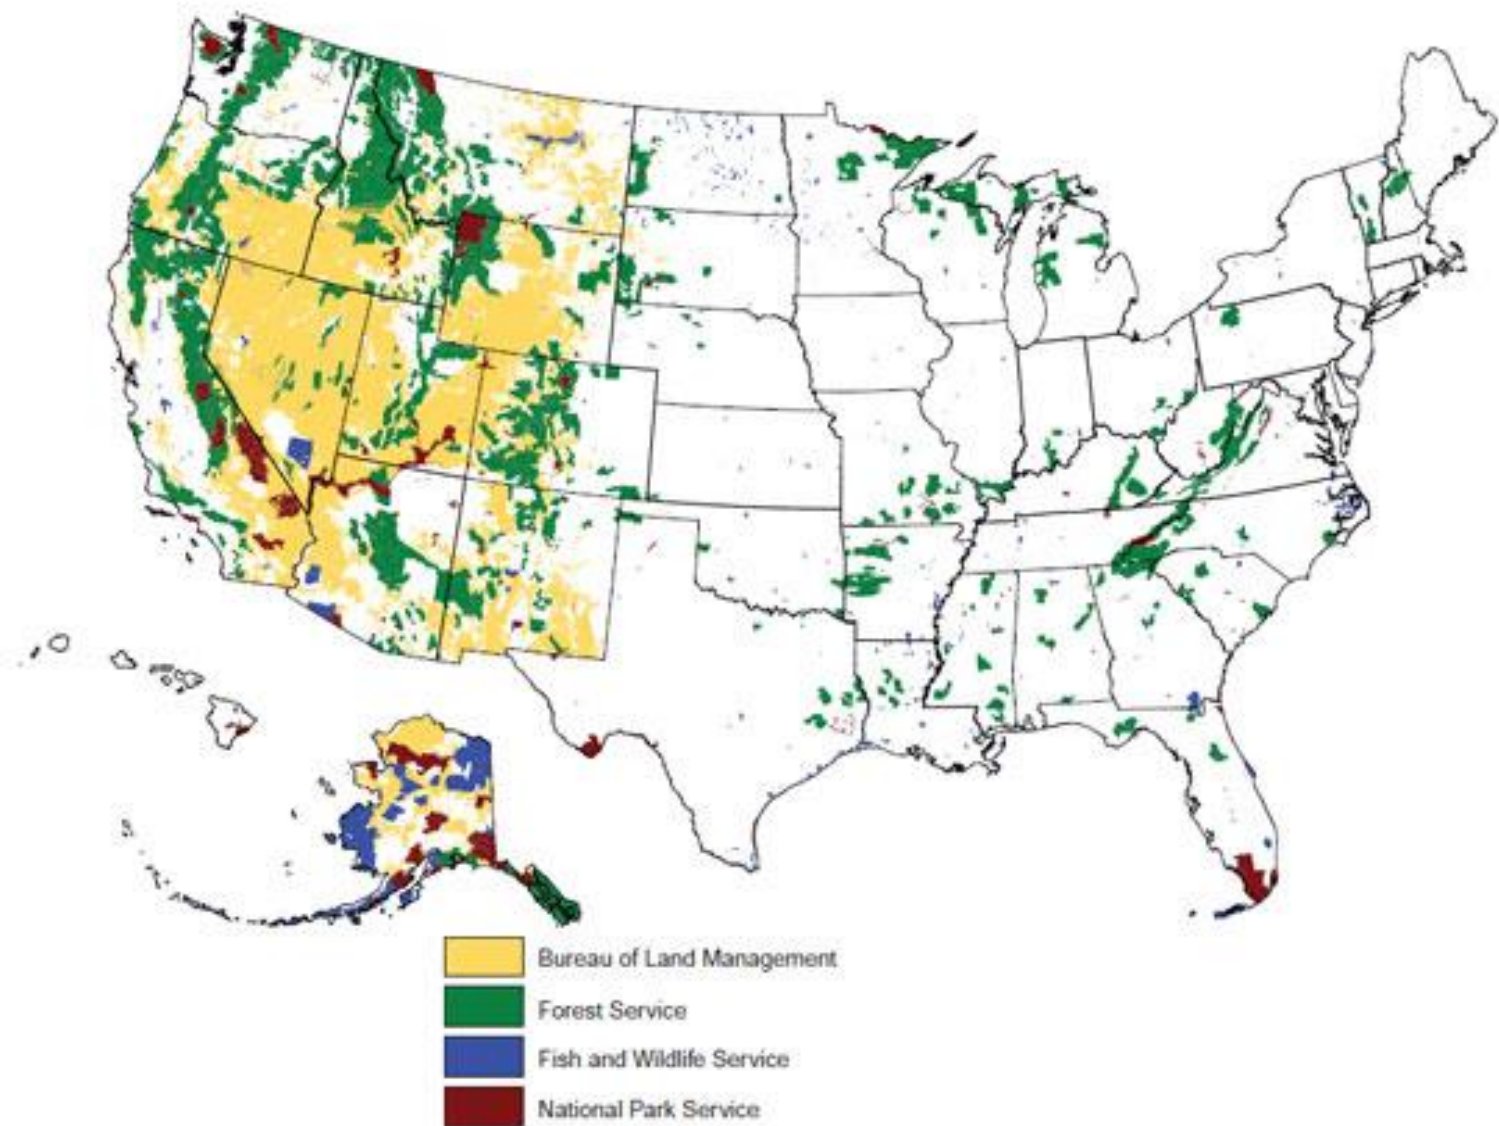 Bureau of Land Management
Forest Service
Fish and Wildlife Service
National Park Service